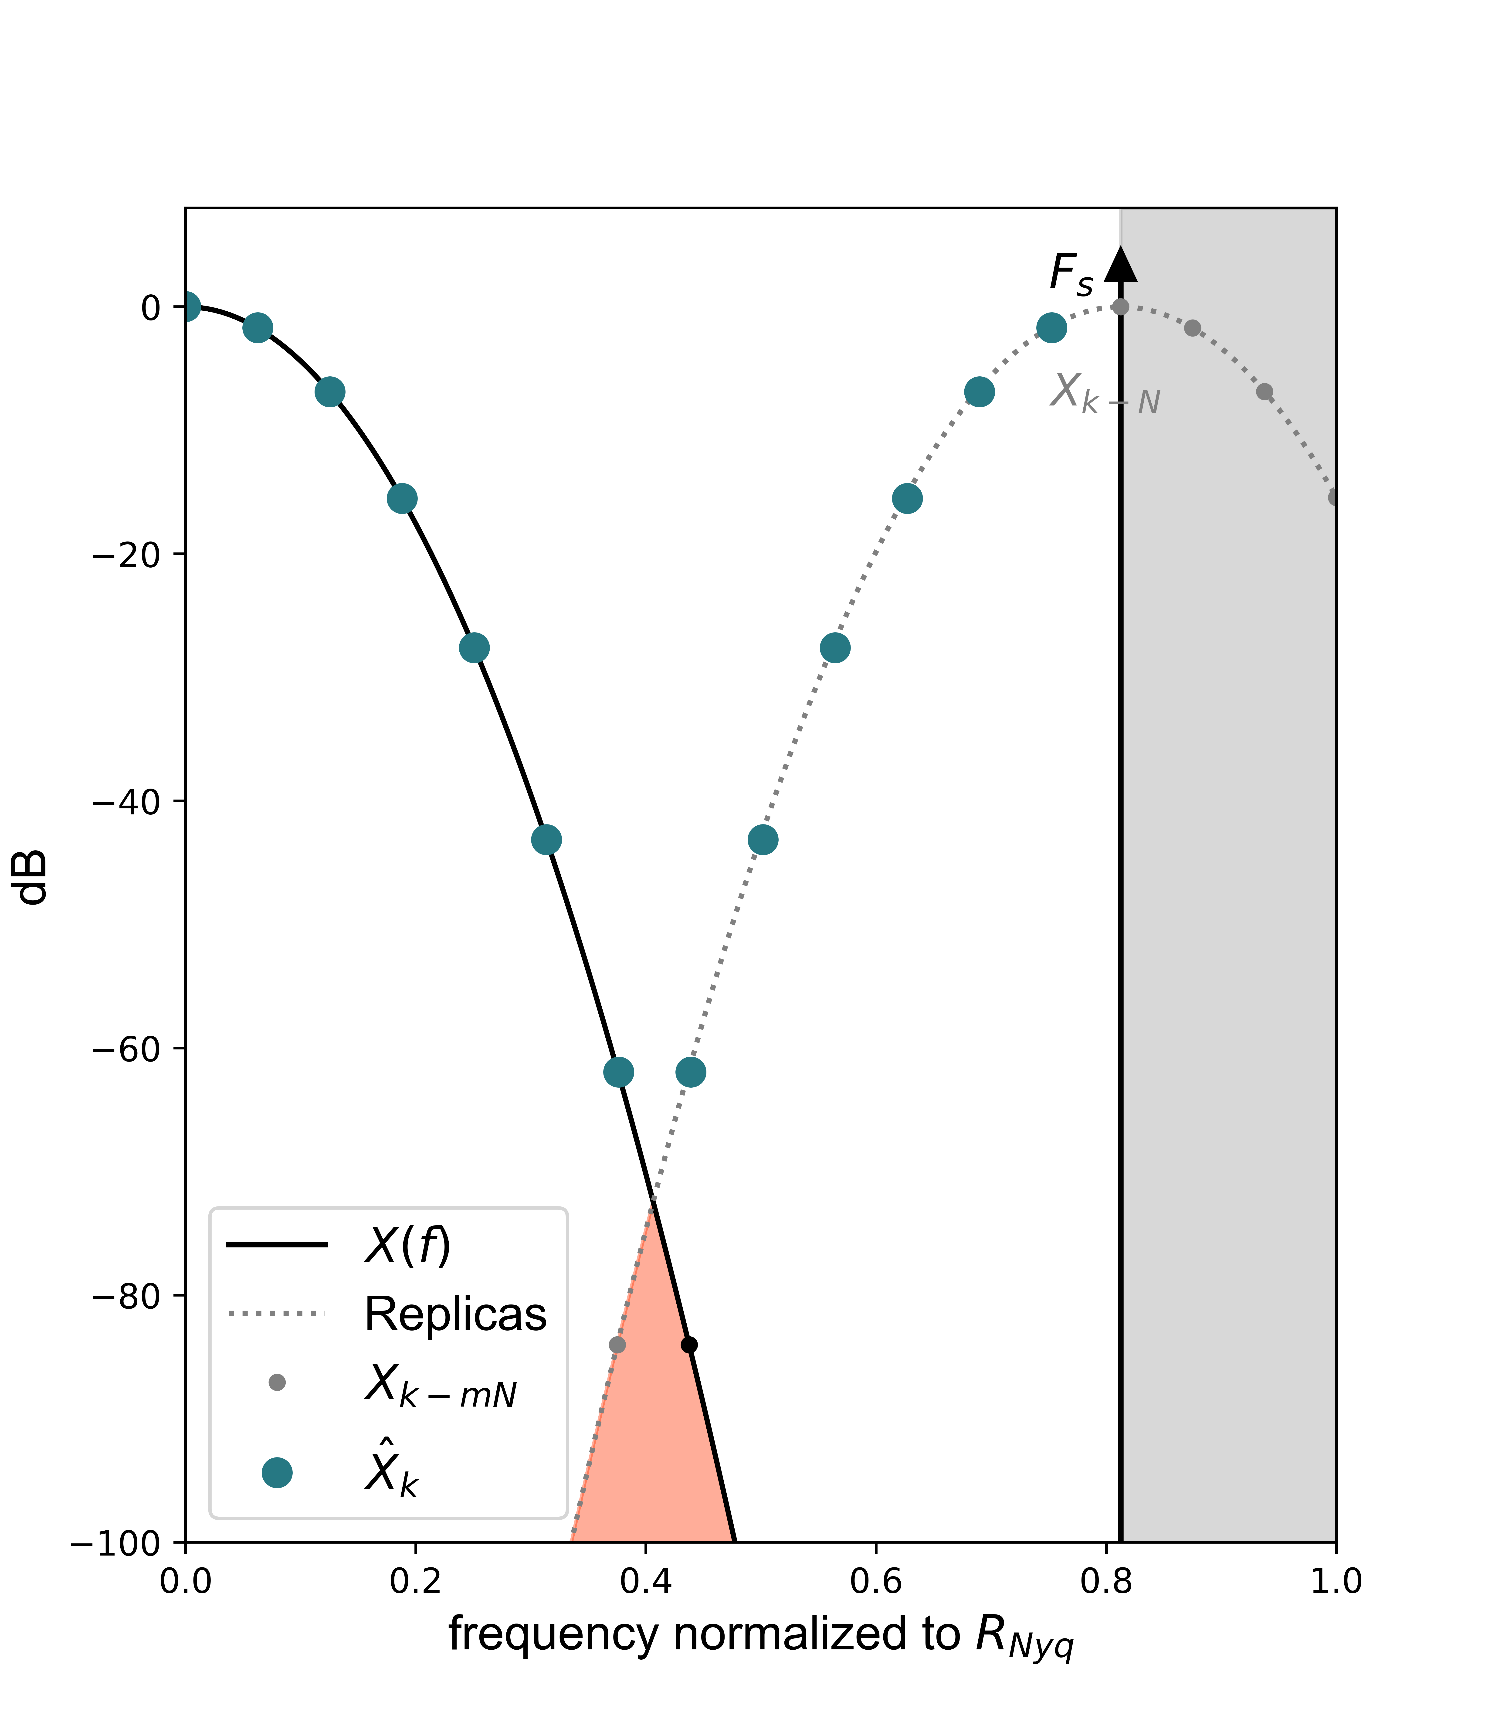 F_s
X_{k-N}
0
−20
−40
−60
−80
−100
dB
X(f)
Replicas
X_{k-mN}
X̂_k
0.0 0.2 0.4 0.6 0.8 1.0
frequency normalized to R_{Nyq}